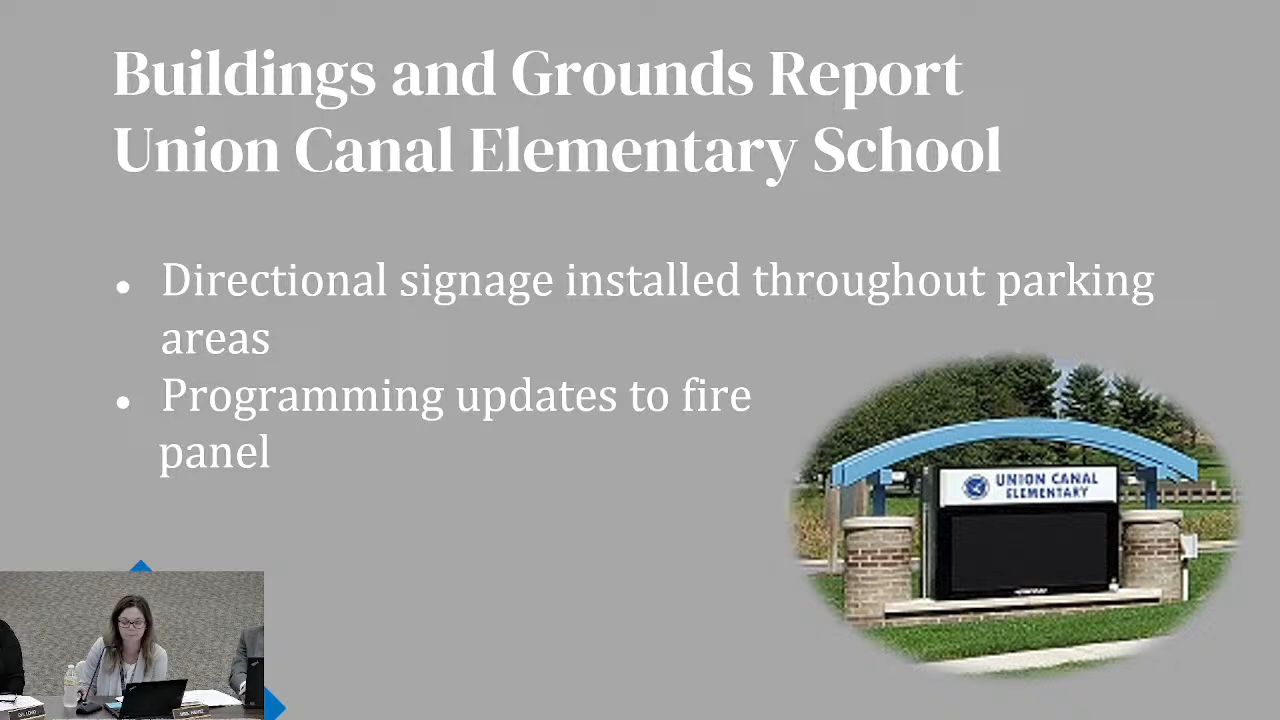 Buildings and Grounds Report
Union Canal Elementary School
• Directional signage installed throughout parking
areas
• Programming updates to fire
panel
UNION CANAL
ELEMENTARY